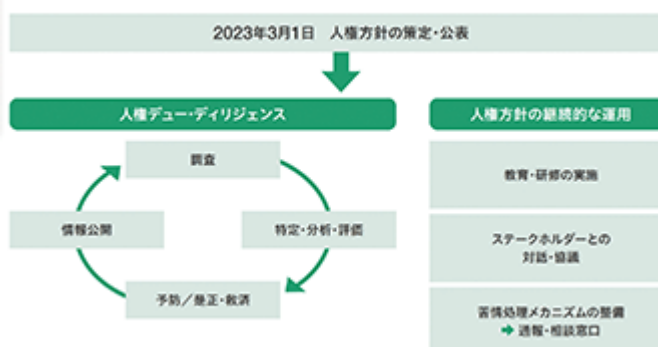 2023年3月1日 人権方針の策定・公表
人権デュー・ディリジェンス
調査
特定・分析・評価
予防／是正・救済
情報公開
人権方針の継続的な運用
教育・研修の実施
ステークホルダーとの
対話・協議
苦情処理メカニズムの整備
➡ 通報・相談窓口